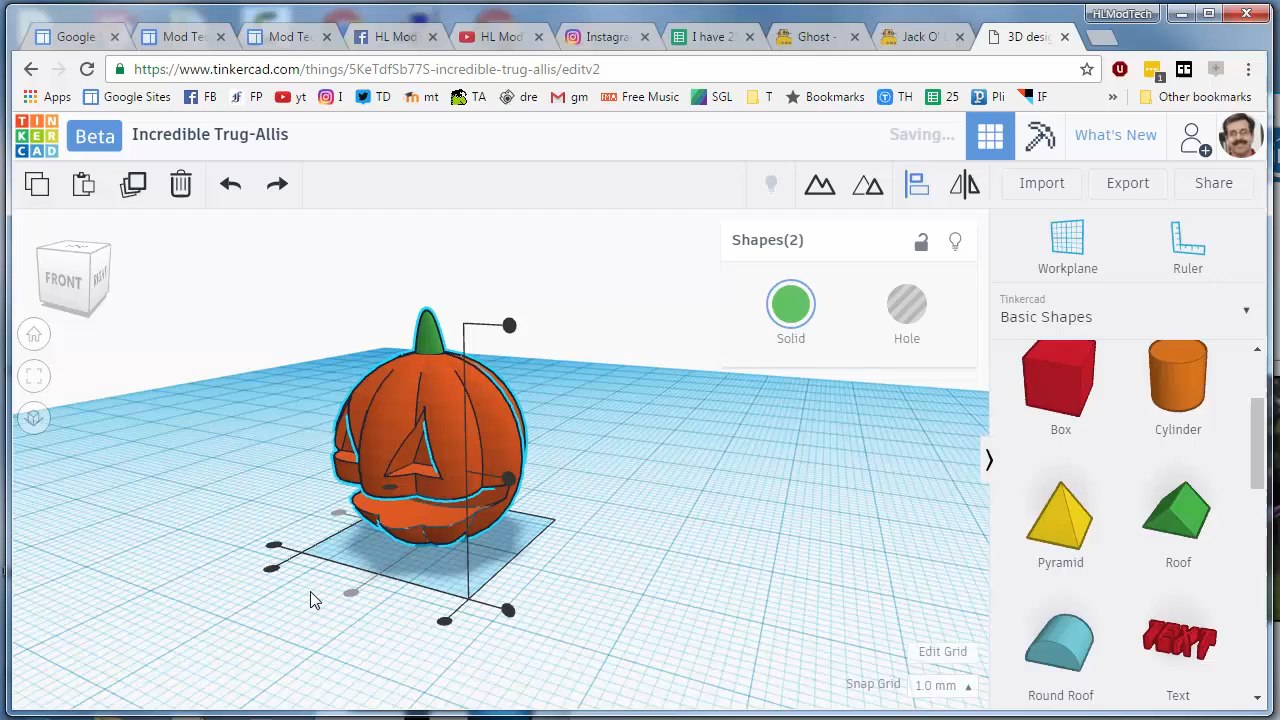 HLModTech
Google
Mod Te
Mod Tec
HL Mod
HL Mod
Instagra
I have 2
Ghost -
Jack O'L
3D desi
https://www.tinkercad.com/things/5KeTdfSb77S-incredible-trug-allis/editv2
Apps
Google Sites
FB
FP
yt
I
TD
mt
TA
dre
gm
Free Music
SGL
T
Bookmarks
TH
25
Pli
IF
Other bookmarks
TIN
KER
CAD
Beta
Incredible Trug-Allis
Saving...
What's New
Import
Export
Share
Shapes(2)
Solid
Hole
FRONT
Workplane
Ruler
Tinkercad
Basic Shapes
Box
Cylinder
Pyramid
Roof
TEXT
Round Roof
Text
Edit Grid
Snap Grid 1.0 mm